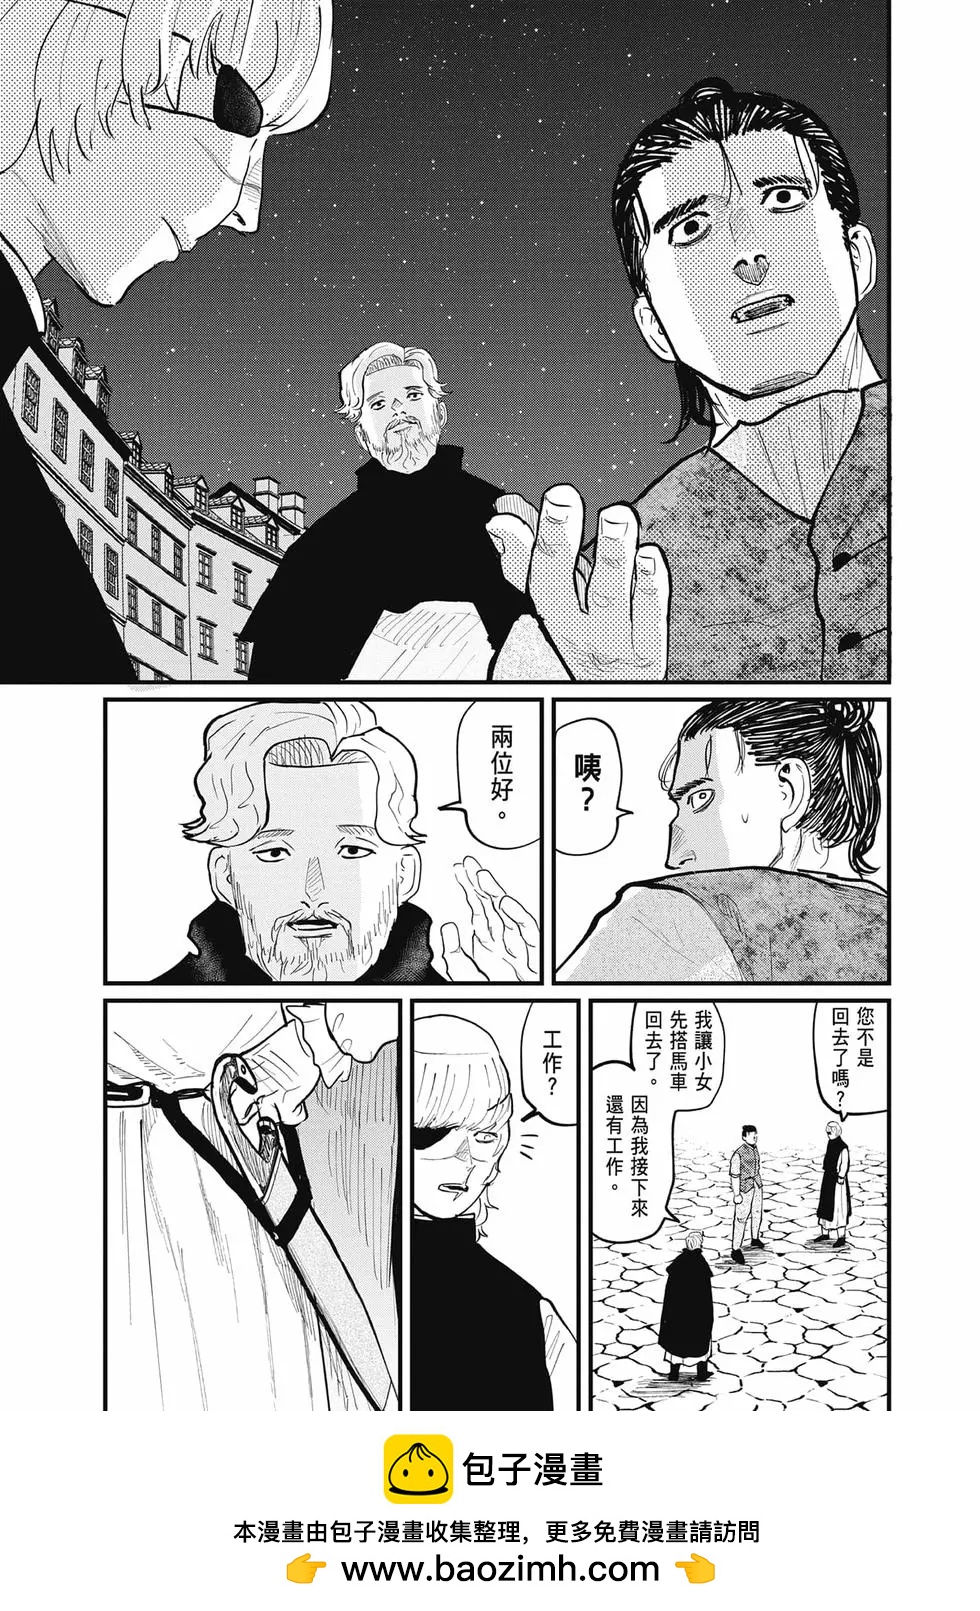 咦？
兩位好。
您不是
回去了嗎？
我讓小女
先搭馬車
回去了。
因為我接下來
還有工作。
工作？
包子漫畫
本漫畫由包子漫畫收集整理，更多免費漫畫請訪問
👉 www.baozimh.com 👈